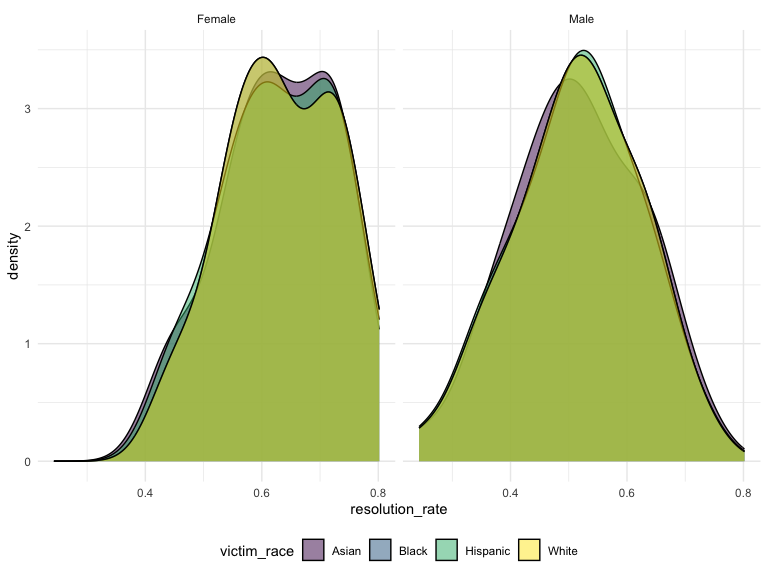 Female Male
density
3
2
1
0
0.4 0.6 0.8 0.4 0.6 0.8
resolution_rate
victim_race Asian Black Hispanic White